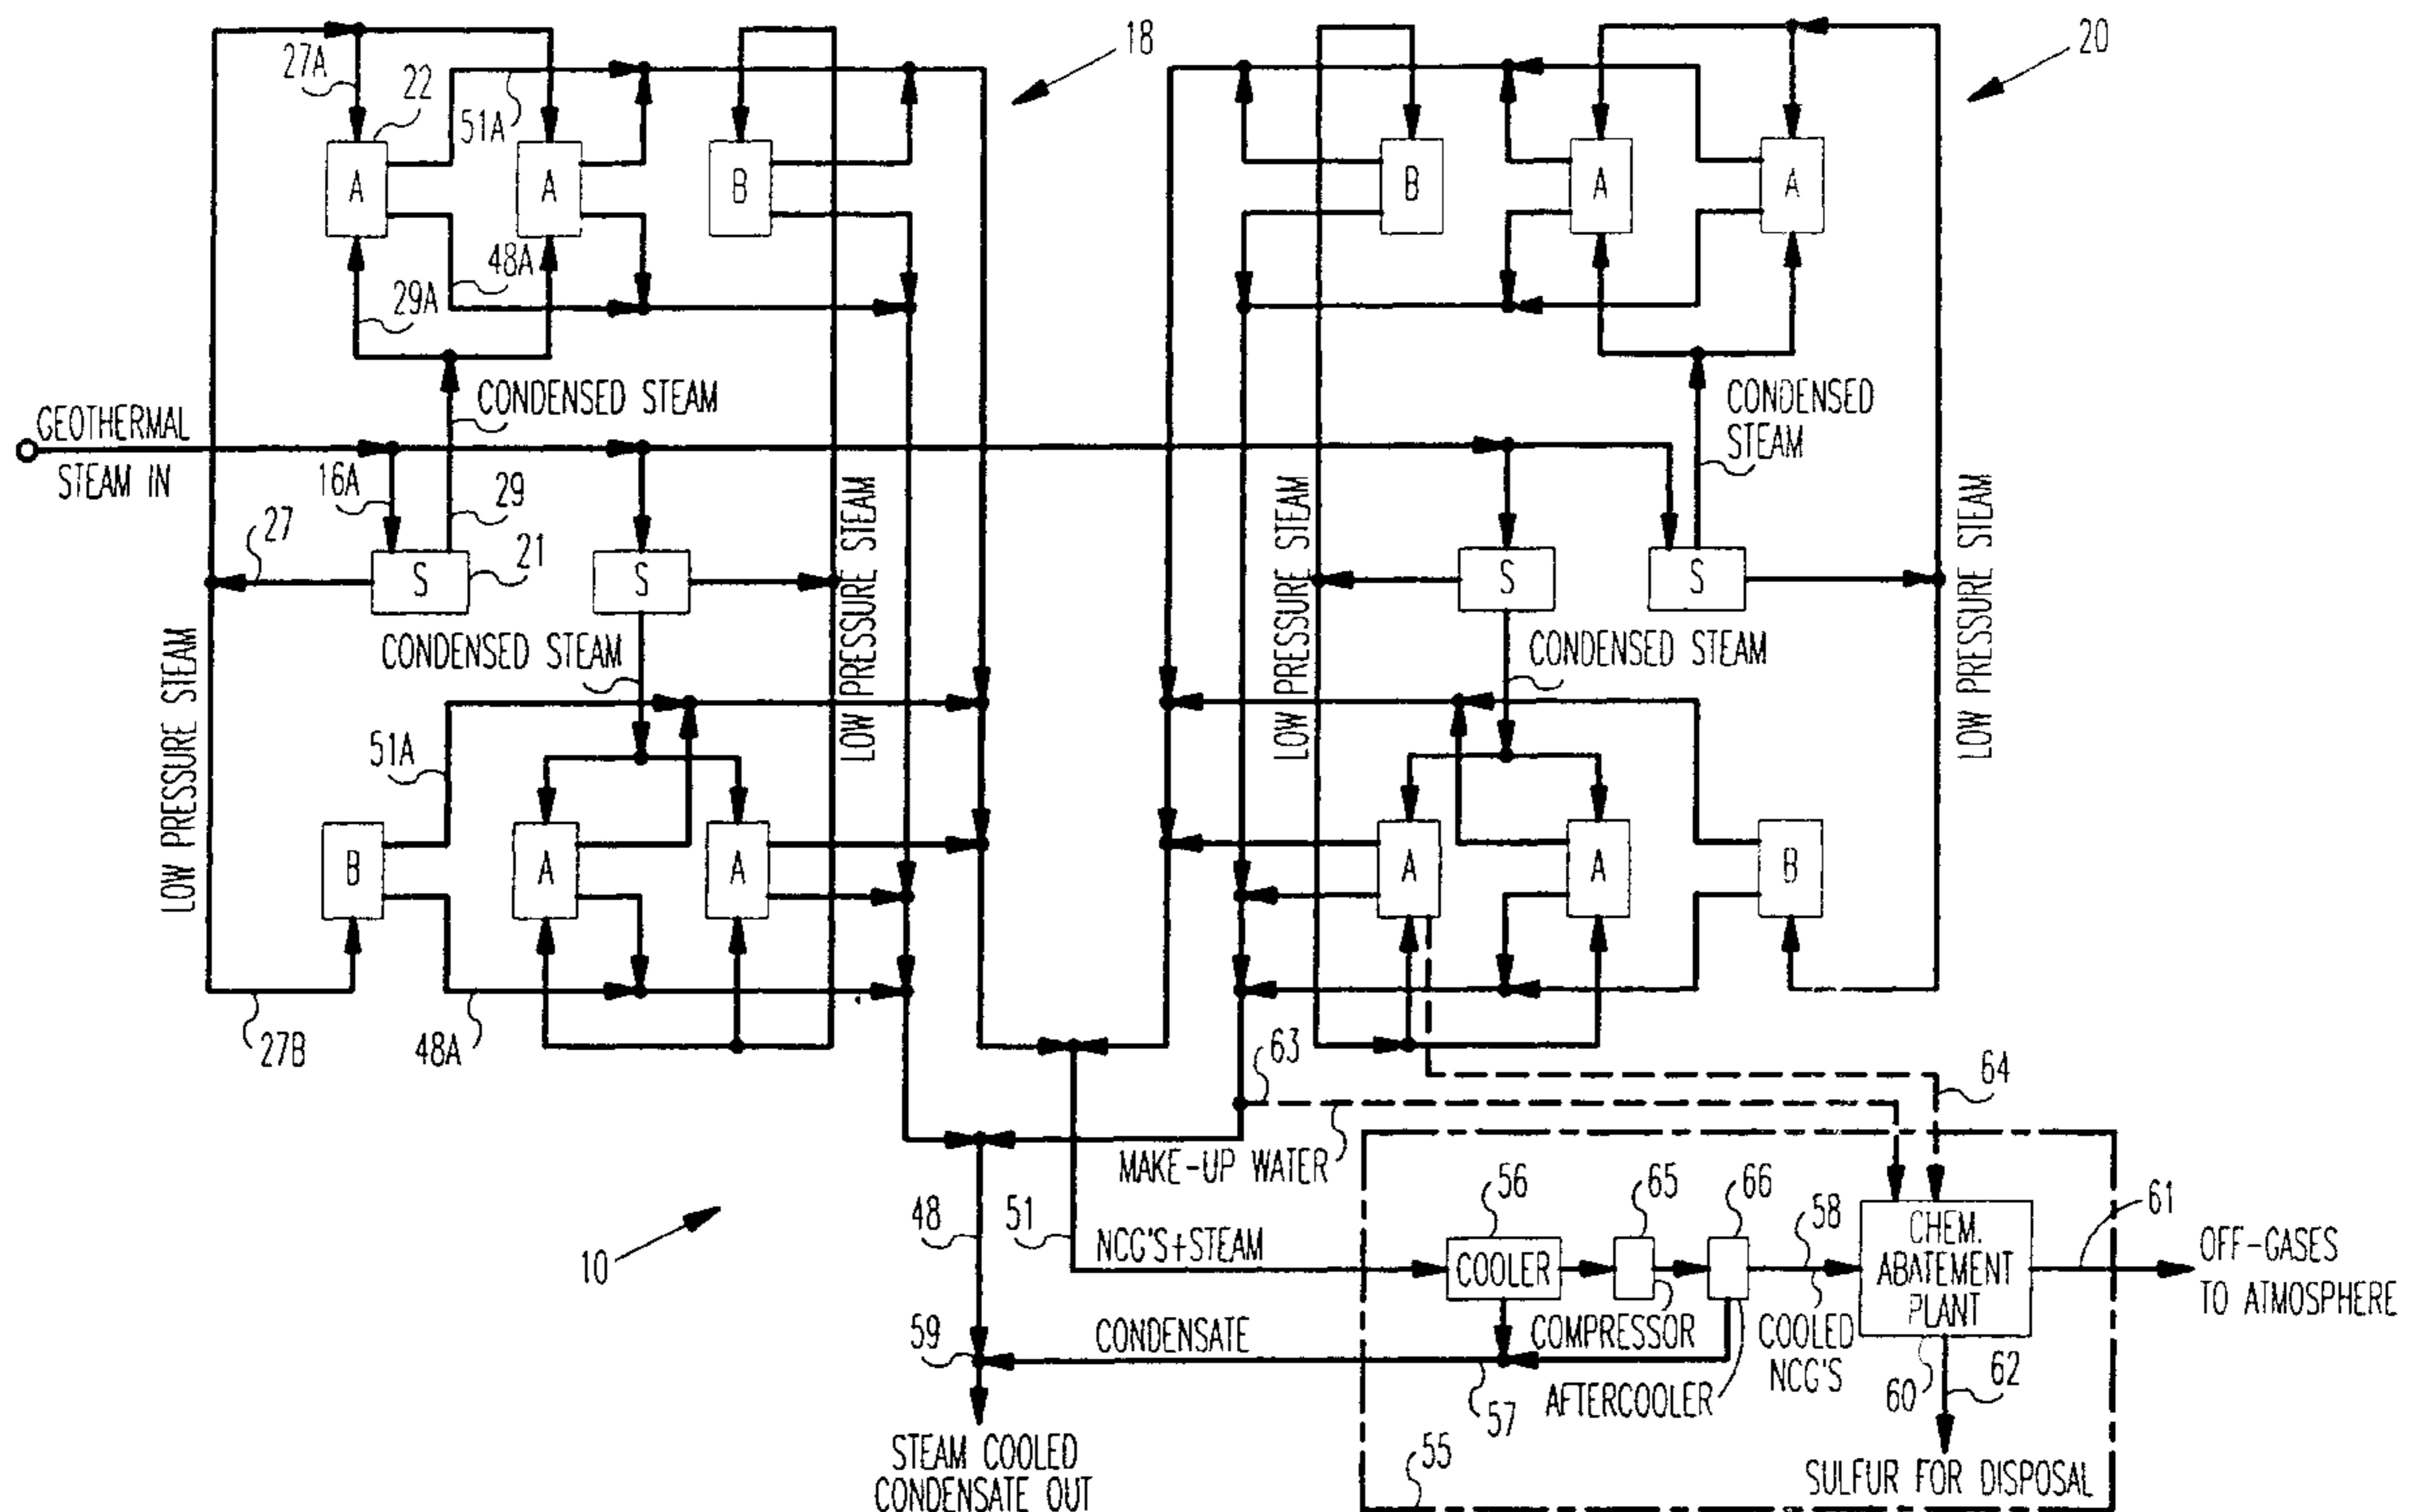 18
20
27A
22
51A
A
A
B
B
A
A
48A
29A
CONDENSED STEAM
CONDENSED
STEAM
GEOTHERMAL
STEAM IN
16A
29
27
21
S
S
S
S
LOW PRESSURE STEAM
LOW PRESSURE STEAM
LOW PRESSURE STEAM
LOW PRESSURE STEAM
CONDENSED STEAM
CONDENSED STEAM
51A
B
A
A
A
A
B
27B
48A
63
64
MAKE-UP WATER
10
48
51
NCG'S+STEAM
56
65
66
58
61
COOLER
CHEM.
ABATEMENT
PLANT
OFF-GASES
TO ATMOSPHERE
59
CONDENSATE
COMPRESSOR
COOLED
NCG'S
57
AFTERCOOLER
60
62
STEAM COOLED
CONDENSATE OUT
55
SULFUR FOR DISPOSAL